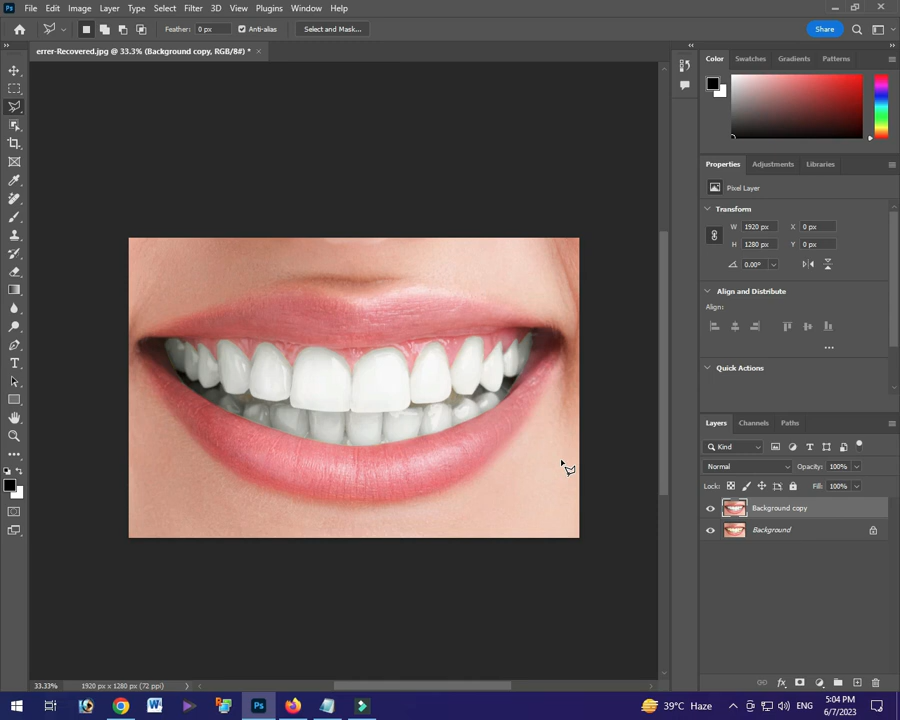 Ps File Edit Image Layer Type Select Filter 3D View Plugins Window Help
Feather: 0 px Anti-alias Select and Mask... Share
errer-Recovered.jpg @ 33.3% (Background copy, RGB/8#) * ×
Color Swatches Gradients Patterns
Properties Adjustments Libraries
Pixel Layer
Transform
W 1920 px X 0 px
H 1280 px Y 0 px
0.00°
Align and Distribute
Align:
Quick Actions
Layers Channels Paths
Kind
Normal Opacity: 100%
Lock: Fill: 100%
Background copy
Background
33.33% 1920 px x 1280 px (72 ppi)
39°C Haze ENG 5:04 PM
6/7/2023